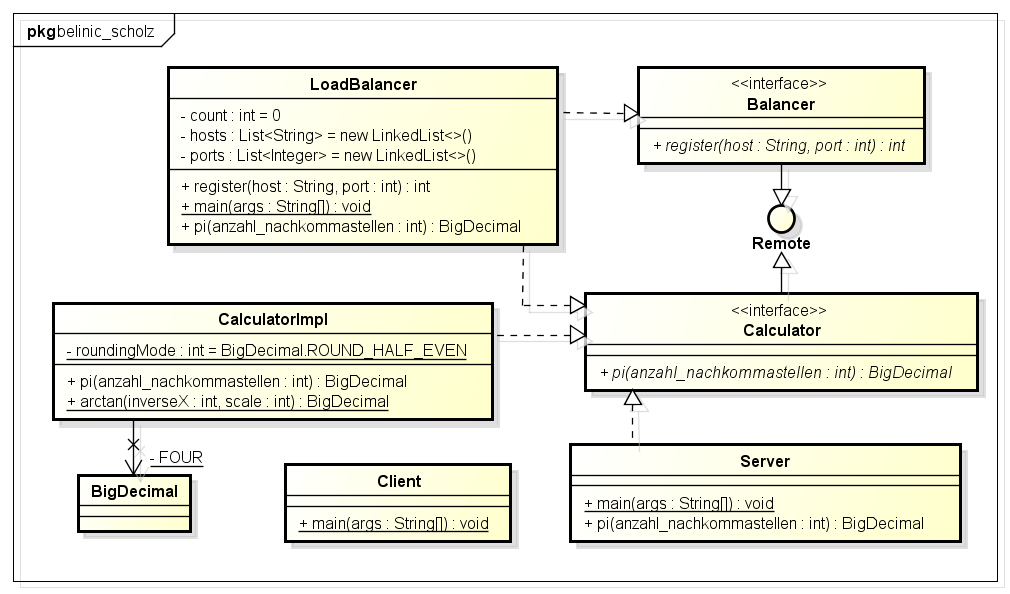 pkg belinic_scholz
LoadBalancer
- count : int = 0
- hosts : List<String> = new LinkedList<>()
- ports : List<Integer> = new LinkedList<>()
+ register(host : String, port : int) : int
+ main(args : String[]) : void
+ pi(anzahl_nachkommastellen : int) : BigDecimal
<<interface>>
Balancer
+ register(host : String, port : int) : int
Remote
<<interface>>
Calculator
+ pi(anzahl_nachkommastellen : int) : BigDecimal
CalculatorImpl
- roundingMode : int = BigDecimal.ROUND_HALF_EVEN
+ pi(anzahl_nachkommastellen : int) : BigDecimal
+ arctan(inverseX : int, scale : int) : BigDecimal
- FOUR
BigDecimal
Client
+ main(args : String[]) : void
Server
+ main(args : String[]) : void
+ pi(anzahl_nachkommastellen : int) : BigDecimal